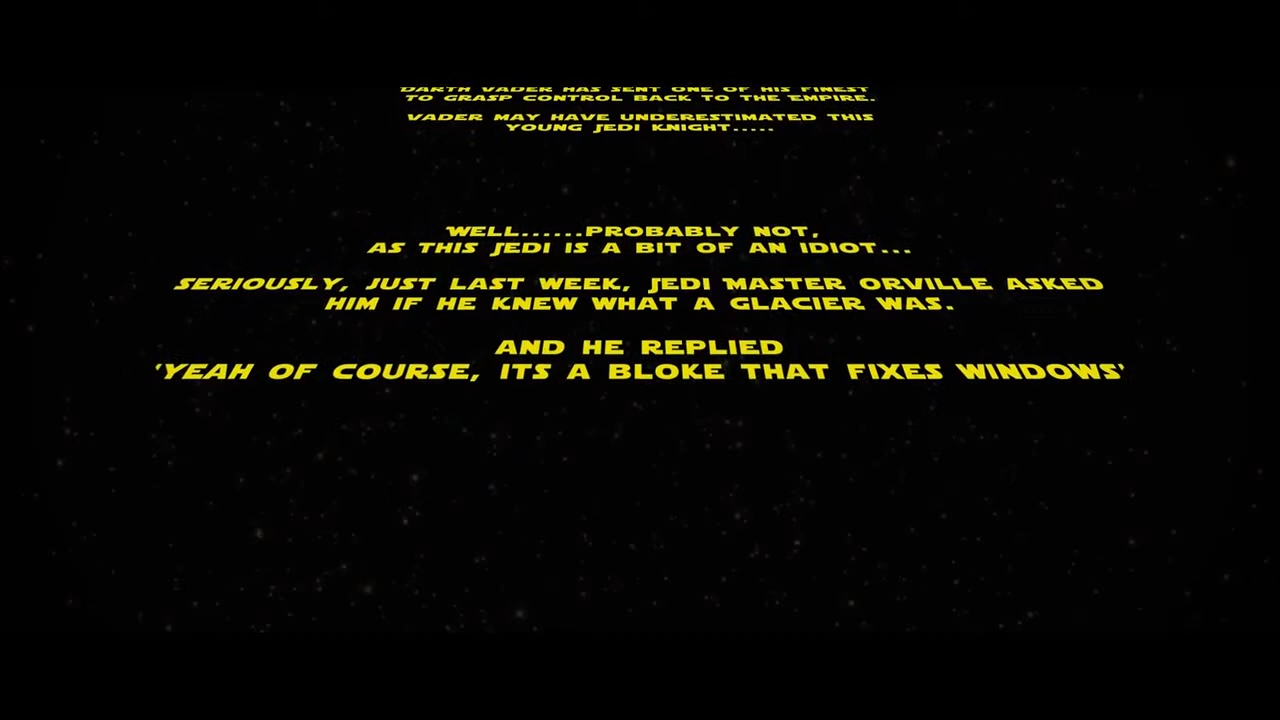 DARTH VADER HAS SENT ONE OF HIS FINEST
TO GRASP CONTROL BACK TO THE EMPIRE.
VADER MAY HAVE UNDERESTIMATED THIS
YOUNG JEDI KNIGHT.....
WELL......PROBABLY NOT,
AS THIS JEDI IS A BIT OF AN IDIOT...
SERIOUSLY, JUST LAST WEEK, JEDI MASTER ORVILLE ASKED
HIM IF HE KNEW WHAT A GLACIER WAS.
AND HE REPLIED
'YEAH OF COURSE, ITS A BLOKE THAT FIXES WINDOWS'